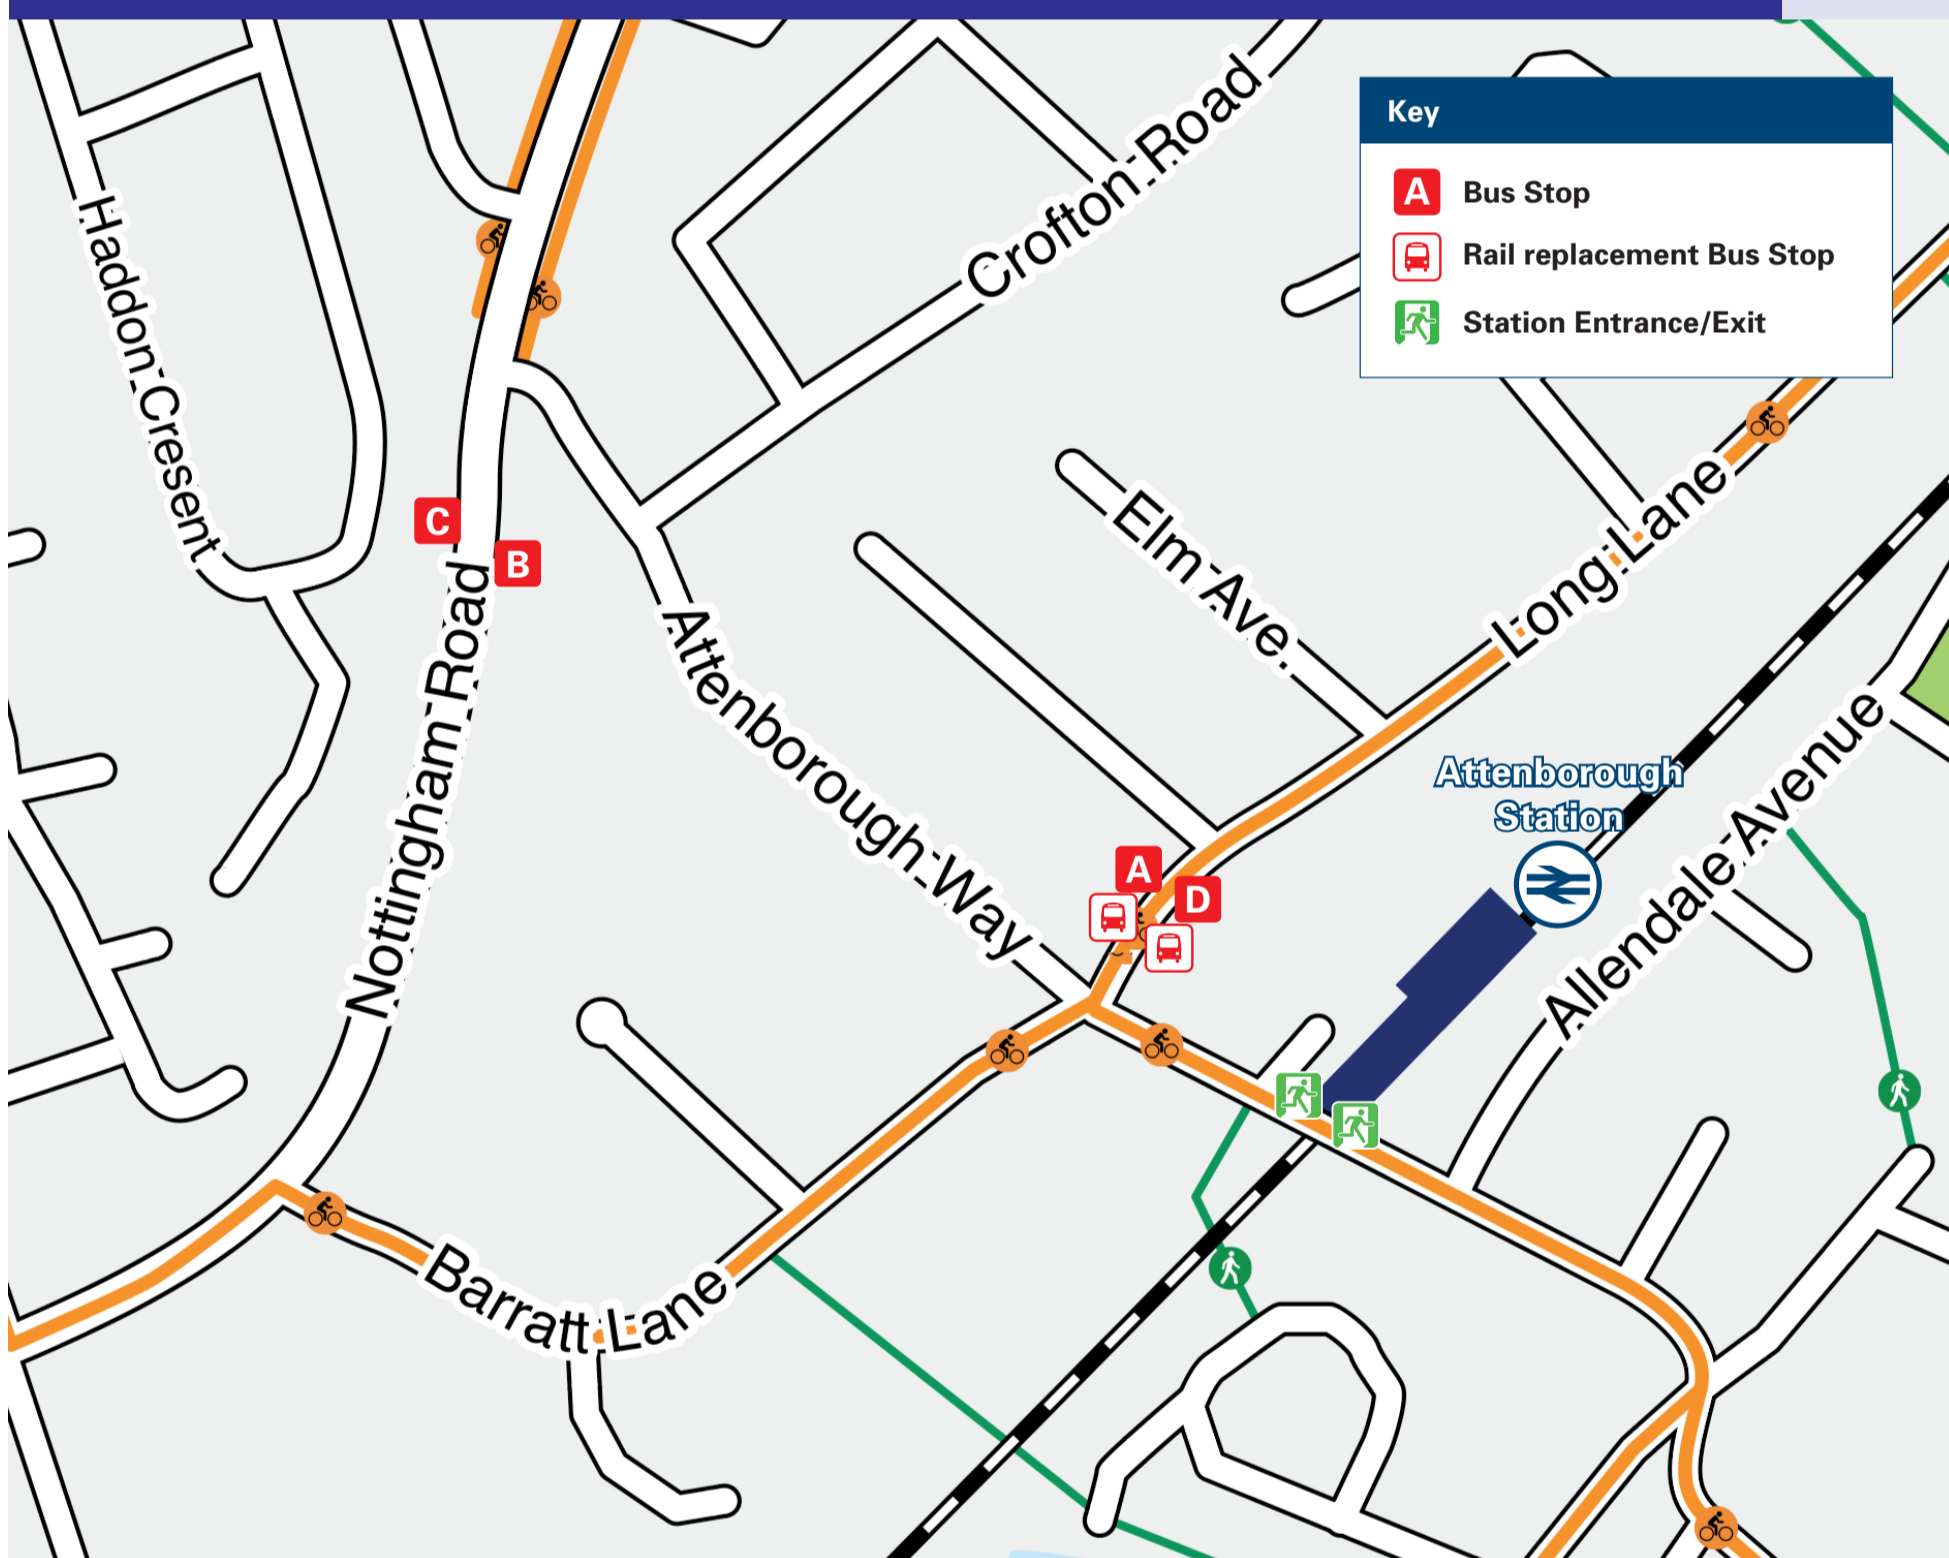 Key
A Bus Stop
Rail replacement Bus Stop
Station Entrance/Exit
Haddon Cresent
Crofton Road
C
B
Elm Ave.
Long Lane
Nottingham Road
Attenborough Way
Attenborough
Station
Allendale Avenue
A
D
Barratt Lane